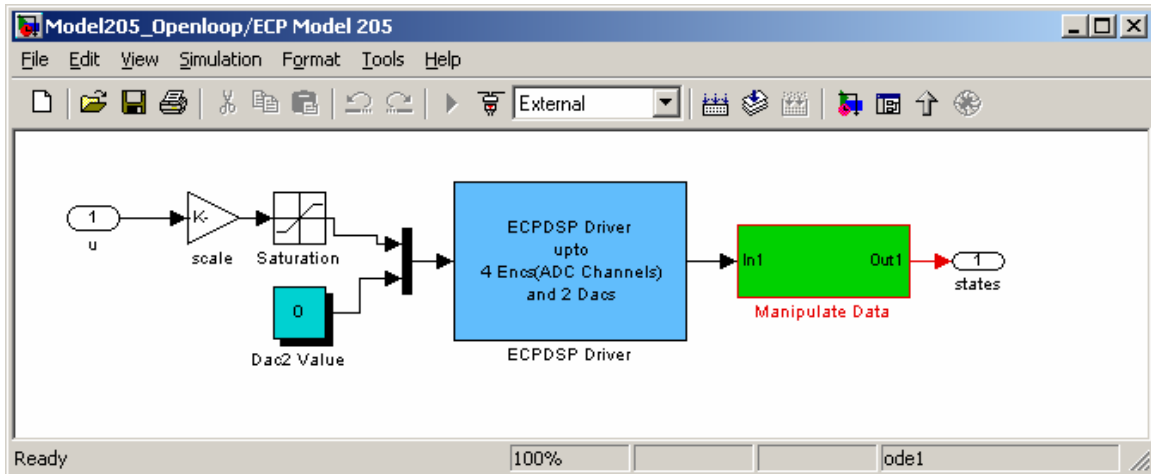 Model205_Openloop/ECP Model 205
File Edit View Simulation Format Tools Help
External
1
u
K-
scale
Saturation
0
Dac2 Value
ECPDSP Driver
upto
4 Encs(ADC Channels)
and 2 Dacs
ECPDSP Driver
In1
Out1
Manipulate Data
1
states
Ready
100%
ode1